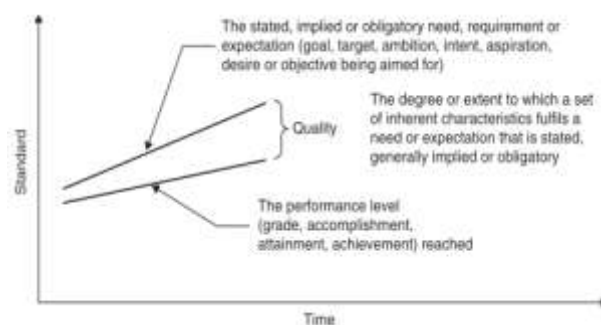 The stated, implied or obligatory need, requirement or
expectation (goal, target, ambition, intent, aspiration,
desire or objective being aimed for)
The degree or extent to which a set
of inherent characteristics fulfils a
need or expectation that is stated,
generally implied or obligatory
Quality
Standard
The performance level
(grade, accomplishment,
attainment, achievement) reached
Time